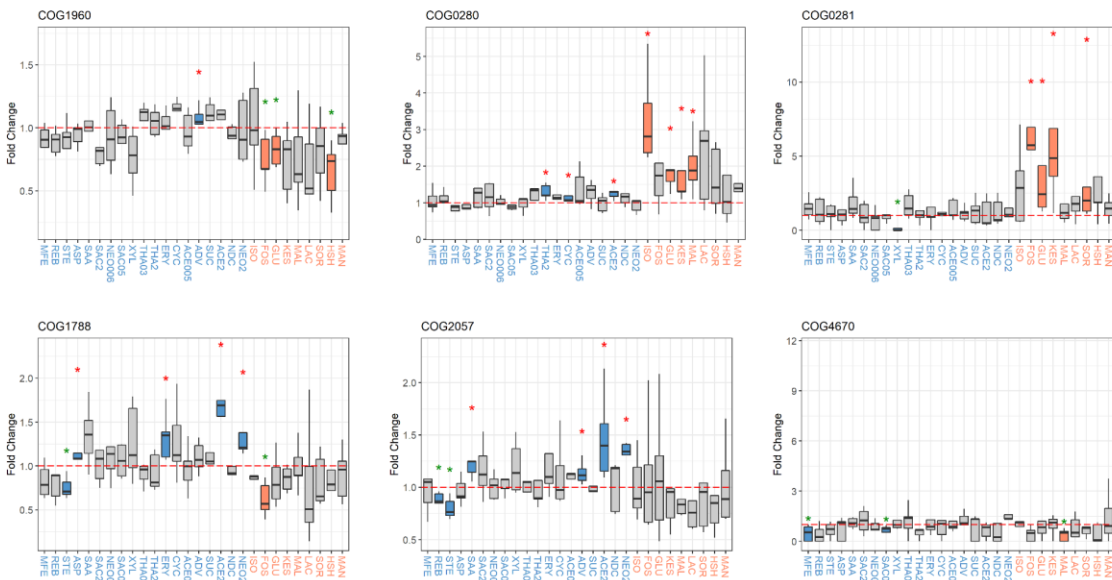 COG1960
Fold Change
1.5
1.0
0.5
MFE REB STE ASP SAA SAC2 NEO006 SAC05 XYL THA03 THA2 ERY CYC ACE005 ADV SUC ACE2 NDC NEO2 ISO FOS GLU KES MAL LAC SOR HSH MAN
COG0280
Fold Change
5
4
3
2
1
0
MFE REB STE ASP SAA SAC2 NEO006 SAC05 XYL THA03 THA2 ERY CYC ACE005 ADV SUC ACE2 NDC NEO2 ISO FOS GLU KES MAL LAC SOR HSH MAN
COG0281
Fold Change
10
5
0
MFE REB STE ASP SAA SAC2 NEO006 SAC05 XYL THA03 THA2 ERY CYC ACE005 ADV SUC ACE2 NDC NEO2 ISO FOS GLU KES MAL LAC SOR HSH MAN
COG1788
Fold Change
2.0
1.5
1.0
0.5
MFE REB STE ASP SAA SAC2 XYL THA2 ERY CYC ADV SUC ACE2 NDC NEO2 ISO FOS GLU KES MAL LAC SOR HSH MAN
COG2057
Fold Change
2.0
1.5
1.0
0.5
MFE REB STE ASP SAA SAC2 XYL THA2 ERY CYC ADV SUC ACE2 NDC NEO2 ISO FOS GLU KES MAL LAC SOR HSH MAN
COG4670
Fold Change
12
9
6
3
0
MFE REB STE ASP SAA SAC2 XYL THA2 ERY CYC ADV SUC ACE2 NDC NEO2 ISO FOS GLU KES MAL LAC SOR HSH MAN